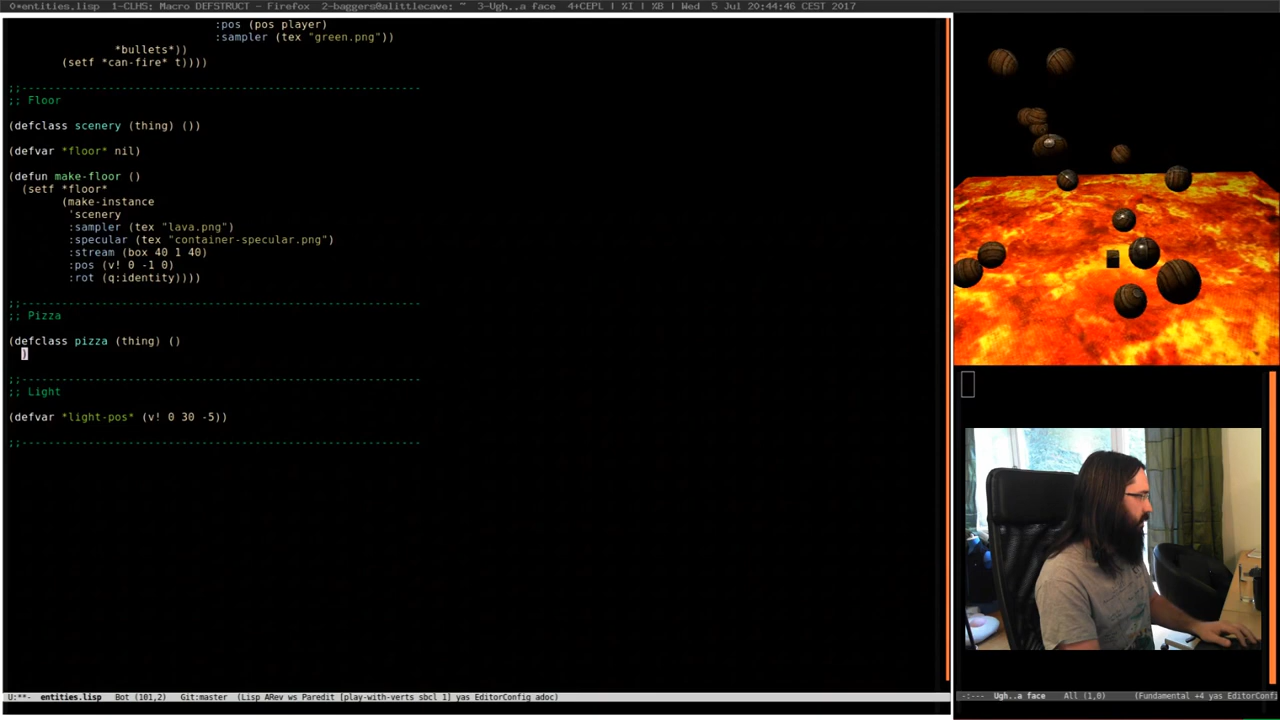 0*entities.lisp  1-CLHS: Macro DEFSTRUCT - Firefox  2-baggers@alittlecave: ~  3-Ugh..a face  4+CEPL | %I | %B | Wed  5 Jul 20:44:46 CEST 2017
:pos (pos player)
:sampler (tex "green.png"))
*bullets*))
(setf *can-fire* t))))
;;------------------------------------------------------------
;; Floor
(defclass scenery (thing) ())
(defvar *floor* nil)
(defun make-floor ()
(setf *floor*
(make-instance
'scenery
:sampler (tex "lava.png")
:specular (tex "container-specular.png")
:stream (box 40 1 40)
:pos (v! 0 -1 0)
:rot (q:identity))))
;;------------------------------------------------------------
;; Pizza
(defclass pizza (thing) ()
)
;;------------------------------------------------------------
;; Light
(defvar *light-pos* (v! 0 30 -5))
;;------------------------------------------------------------
U:**-  entities.lisp   Bot (101,2)   Git:master  (Lisp ARev ws Paredit [play-with-verts sbcl 1] yas EditorConfig adoc)
-:---  Ugh..a face   All (1,0)   (Fundamental +4 yas EditorConfi